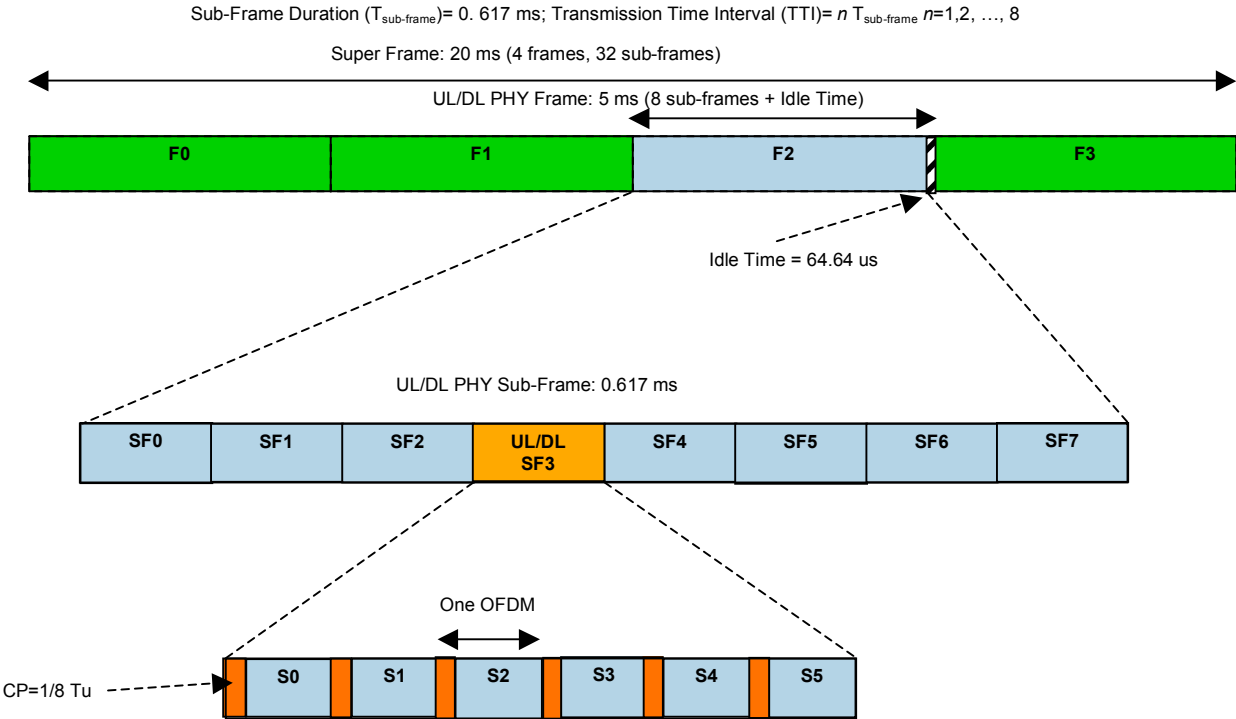 Sub-Frame Duration (Tsub-frame)= 0. 617 ms; Transmission Time Interval (TTI)= n Tsub-frame n=1,2, …, 8
Super Frame: 20 ms (4 frames, 32 sub-frames)
UL/DL PHY Frame: 5 ms (8 sub-frames + Idle Time)
F0 F1 F2 F3
Idle Time = 64.64 us
UL/DL PHY Sub-Frame: 0.617 ms
SF0 SF1 SF2 UL/DL SF4 SF5 SF6 SF7
SF3
One OFDM
S0 S1 S2 S3 S4 S5
CP=1/8 Tu